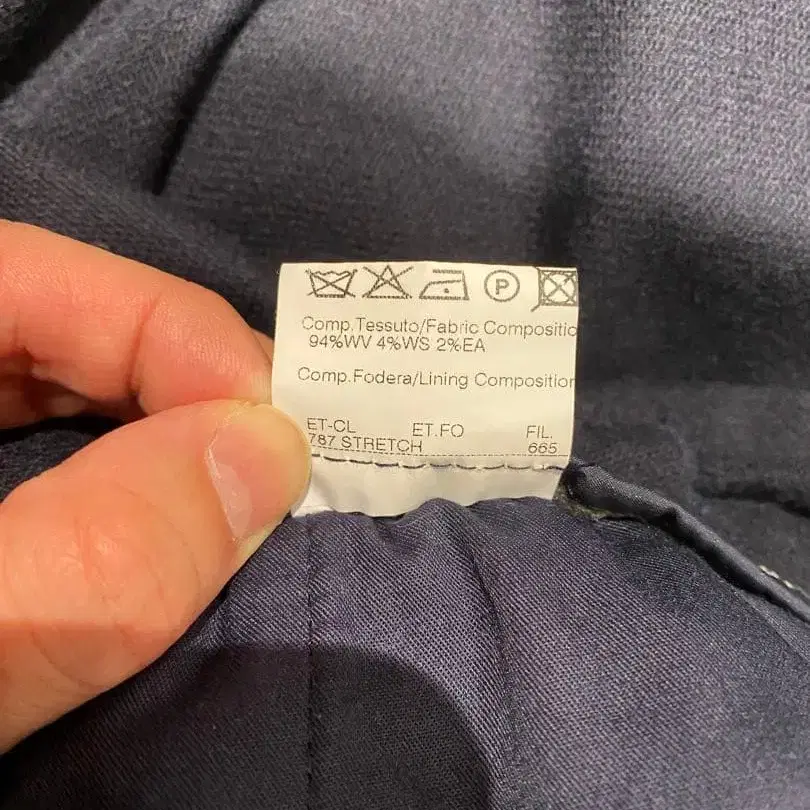 P
Comp.Tessuto/Fabric Compositio
94%WV 4%WS 2%EA
Comp.Fodera/Lining Composition
ET-CL ET.FO FIL.
787 STRETCH 665